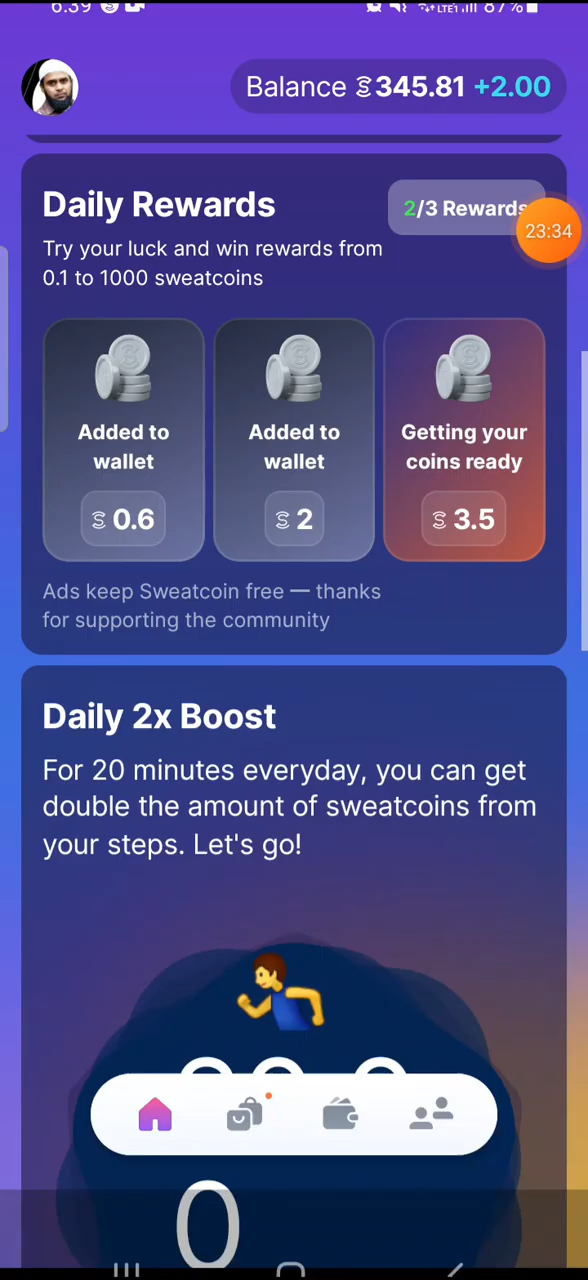 6:39 87%
Balance 345.81 +2.00
Daily Rewards
2/3 Rewards
23:34
Try your luck and win rewards from
0.1 to 1000 sweatcoins
Added to
wallet
0.6
Added to
wallet
2
Getting your
coins ready
3.5
Ads keep Sweatcoin free — thanks
for supporting the community
Daily 2x Boost
For 20 minutes everyday, you can get
double the amount of sweatcoins from
your steps. Let's go!
0